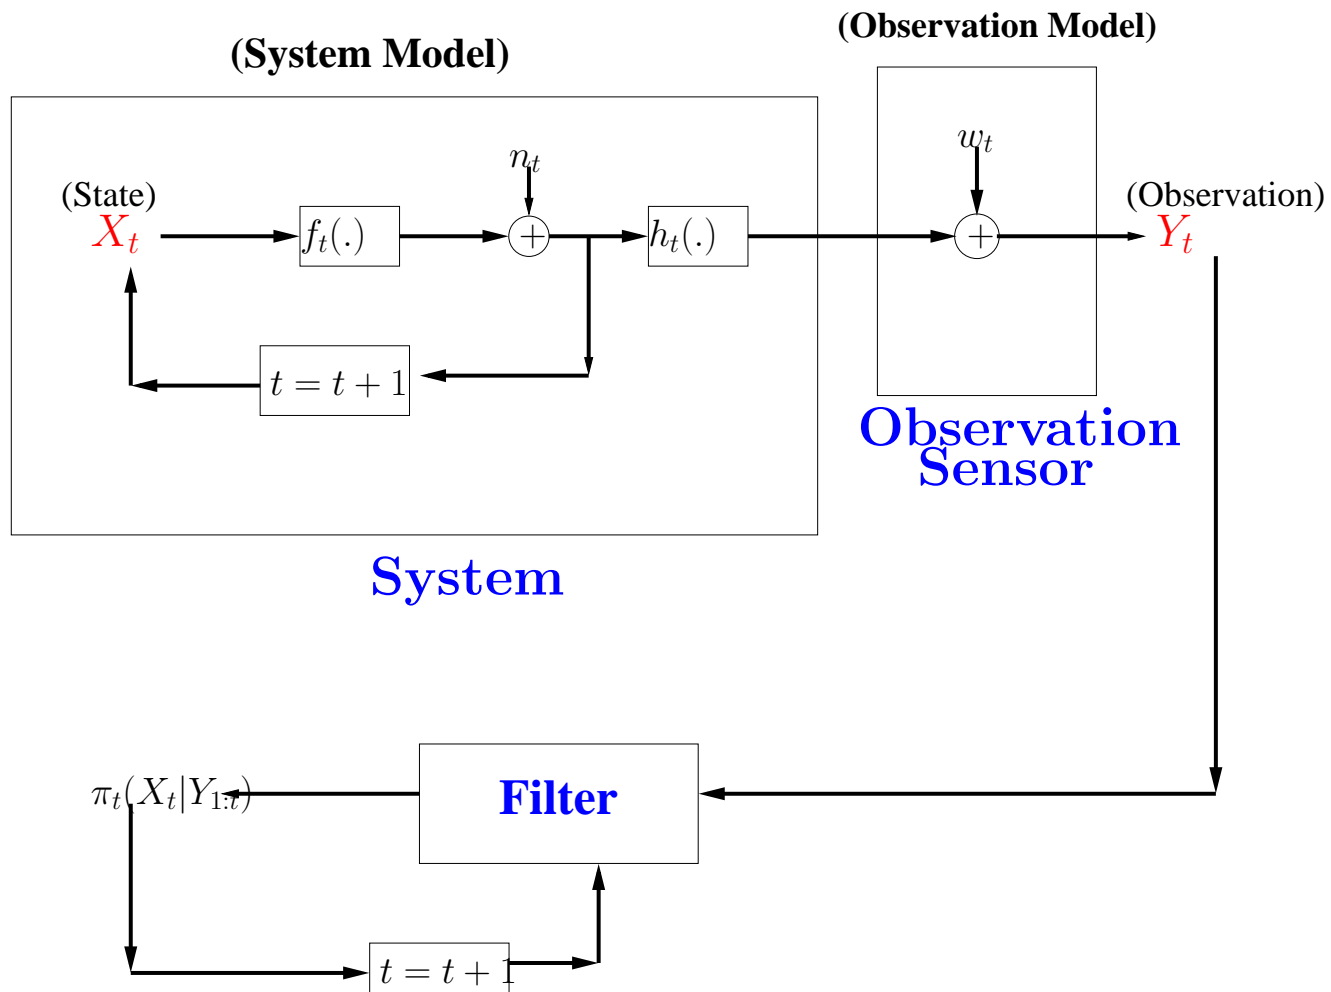 (Observation Model)
(System Model)
n_t
w_t
(State)
(Observation)
X_t
f_t(.)
+
h_t(.)
+
Y_t
t = t + 1
Observation
Sensor
System
π_t(X_t|Y_{1:t})
Filter
t = t + 1